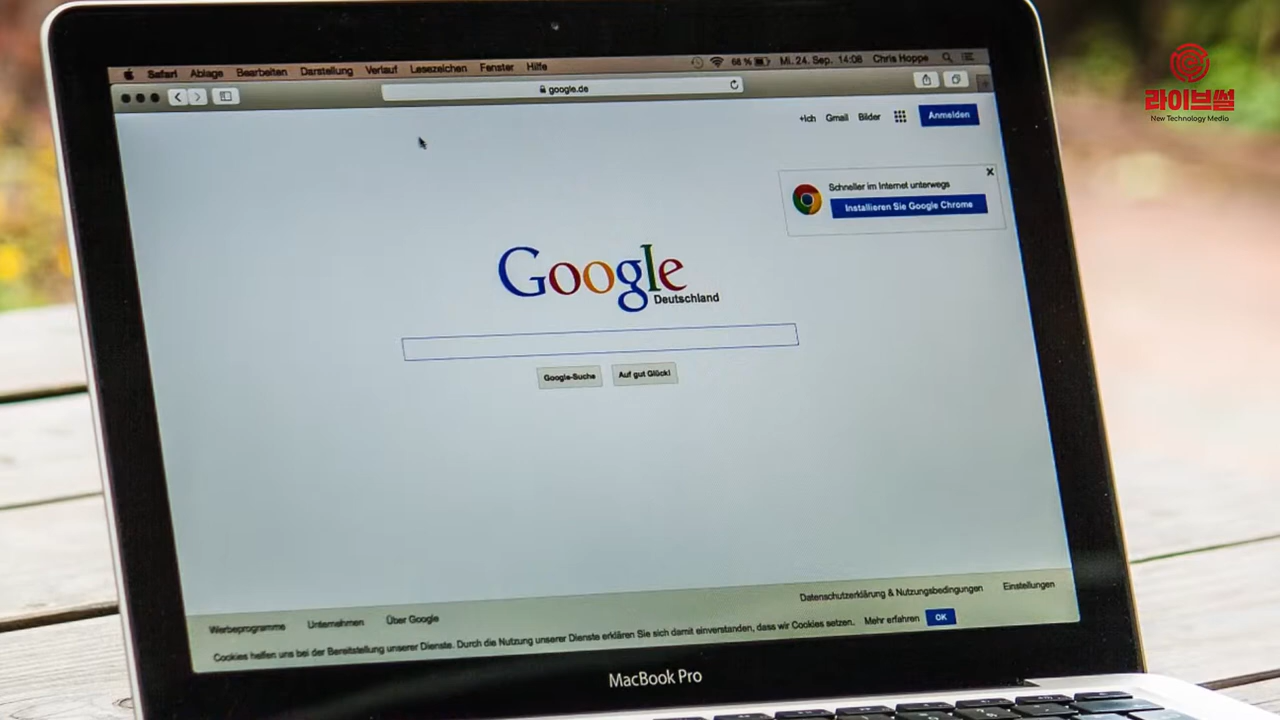 Safari Ablage Bearbeiten Darstellung Verlauf Lesezeichen Fenster Hilfe 68 % Mi. 24. Sep. 14:08 Chris Hoppe
google.de
라이브썰
New Technology Media
+Ich Gmail Bilder Anmelden
Schneller im Internet unterwegs
Installieren Sie Google Chrome
Google
Deutschland
Google-Suche Auf gut Glück!
Werbeprogramme Unternehmen Über Google Datenschutzerklärung & Nutzungsbedingungen Einstellungen
Cookies helfen uns bei der Bereitstellung unserer Dienste. Durch die Nutzung unserer Dienste erklären Sie sich damit einverstanden, dass wir Cookies setzen. Mehr erfahren OK
MacBook Pro